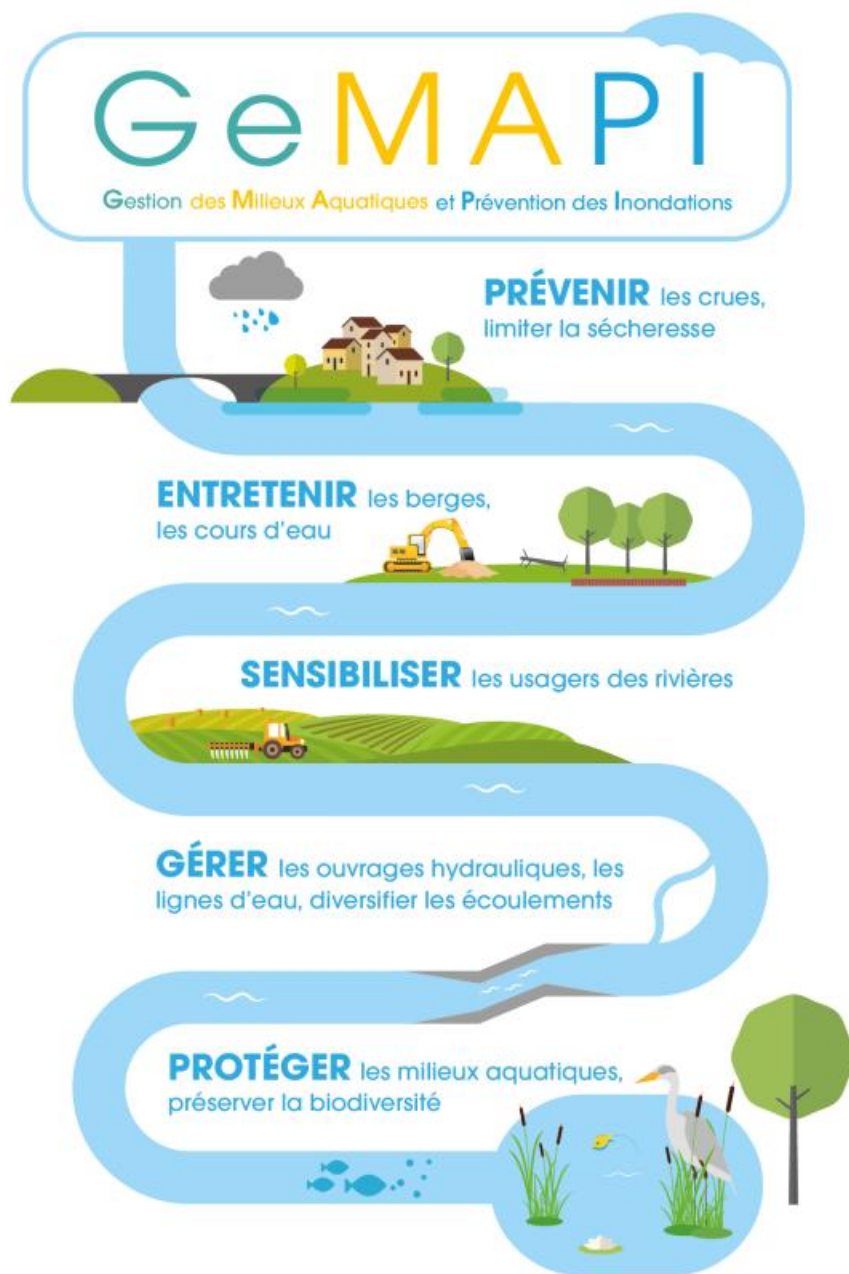 GeMAPI
Gestion des Milieux Aquatiques et Prévention des Inondations
PRÉVENIR les crues,
limiter la sécheresse
ENTRETENIR les berges,
les cours d'eau
SENSIBILISER les usagers des rivières
GÉRER les ouvrages hydrauliques, les
lignes d'eau, diversifier les écoulements
PROTÉGER les milieux aquatiques,
préserver la biodiversité